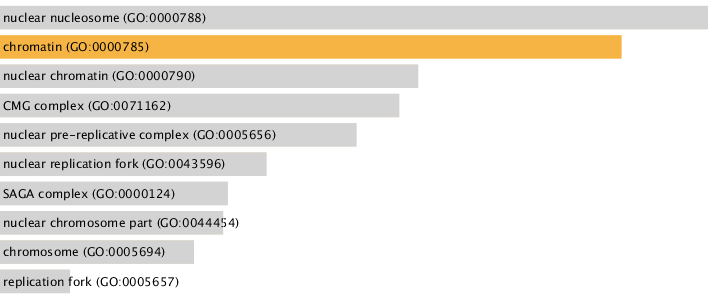 nuclear nucleosome (GO:0000788)
chromatin (GO:0000785)
nuclear chromatin (GO:0000790)
CMG complex (GO:0071162)
nuclear pre-replicative complex (GO:0005656)
nuclear replication fork (GO:0043596)
SAGA complex (GO:0000124)
nuclear chromosome part (GO:0044454)
chromosome (GO:0005694)
replication fork (GO:0005657)